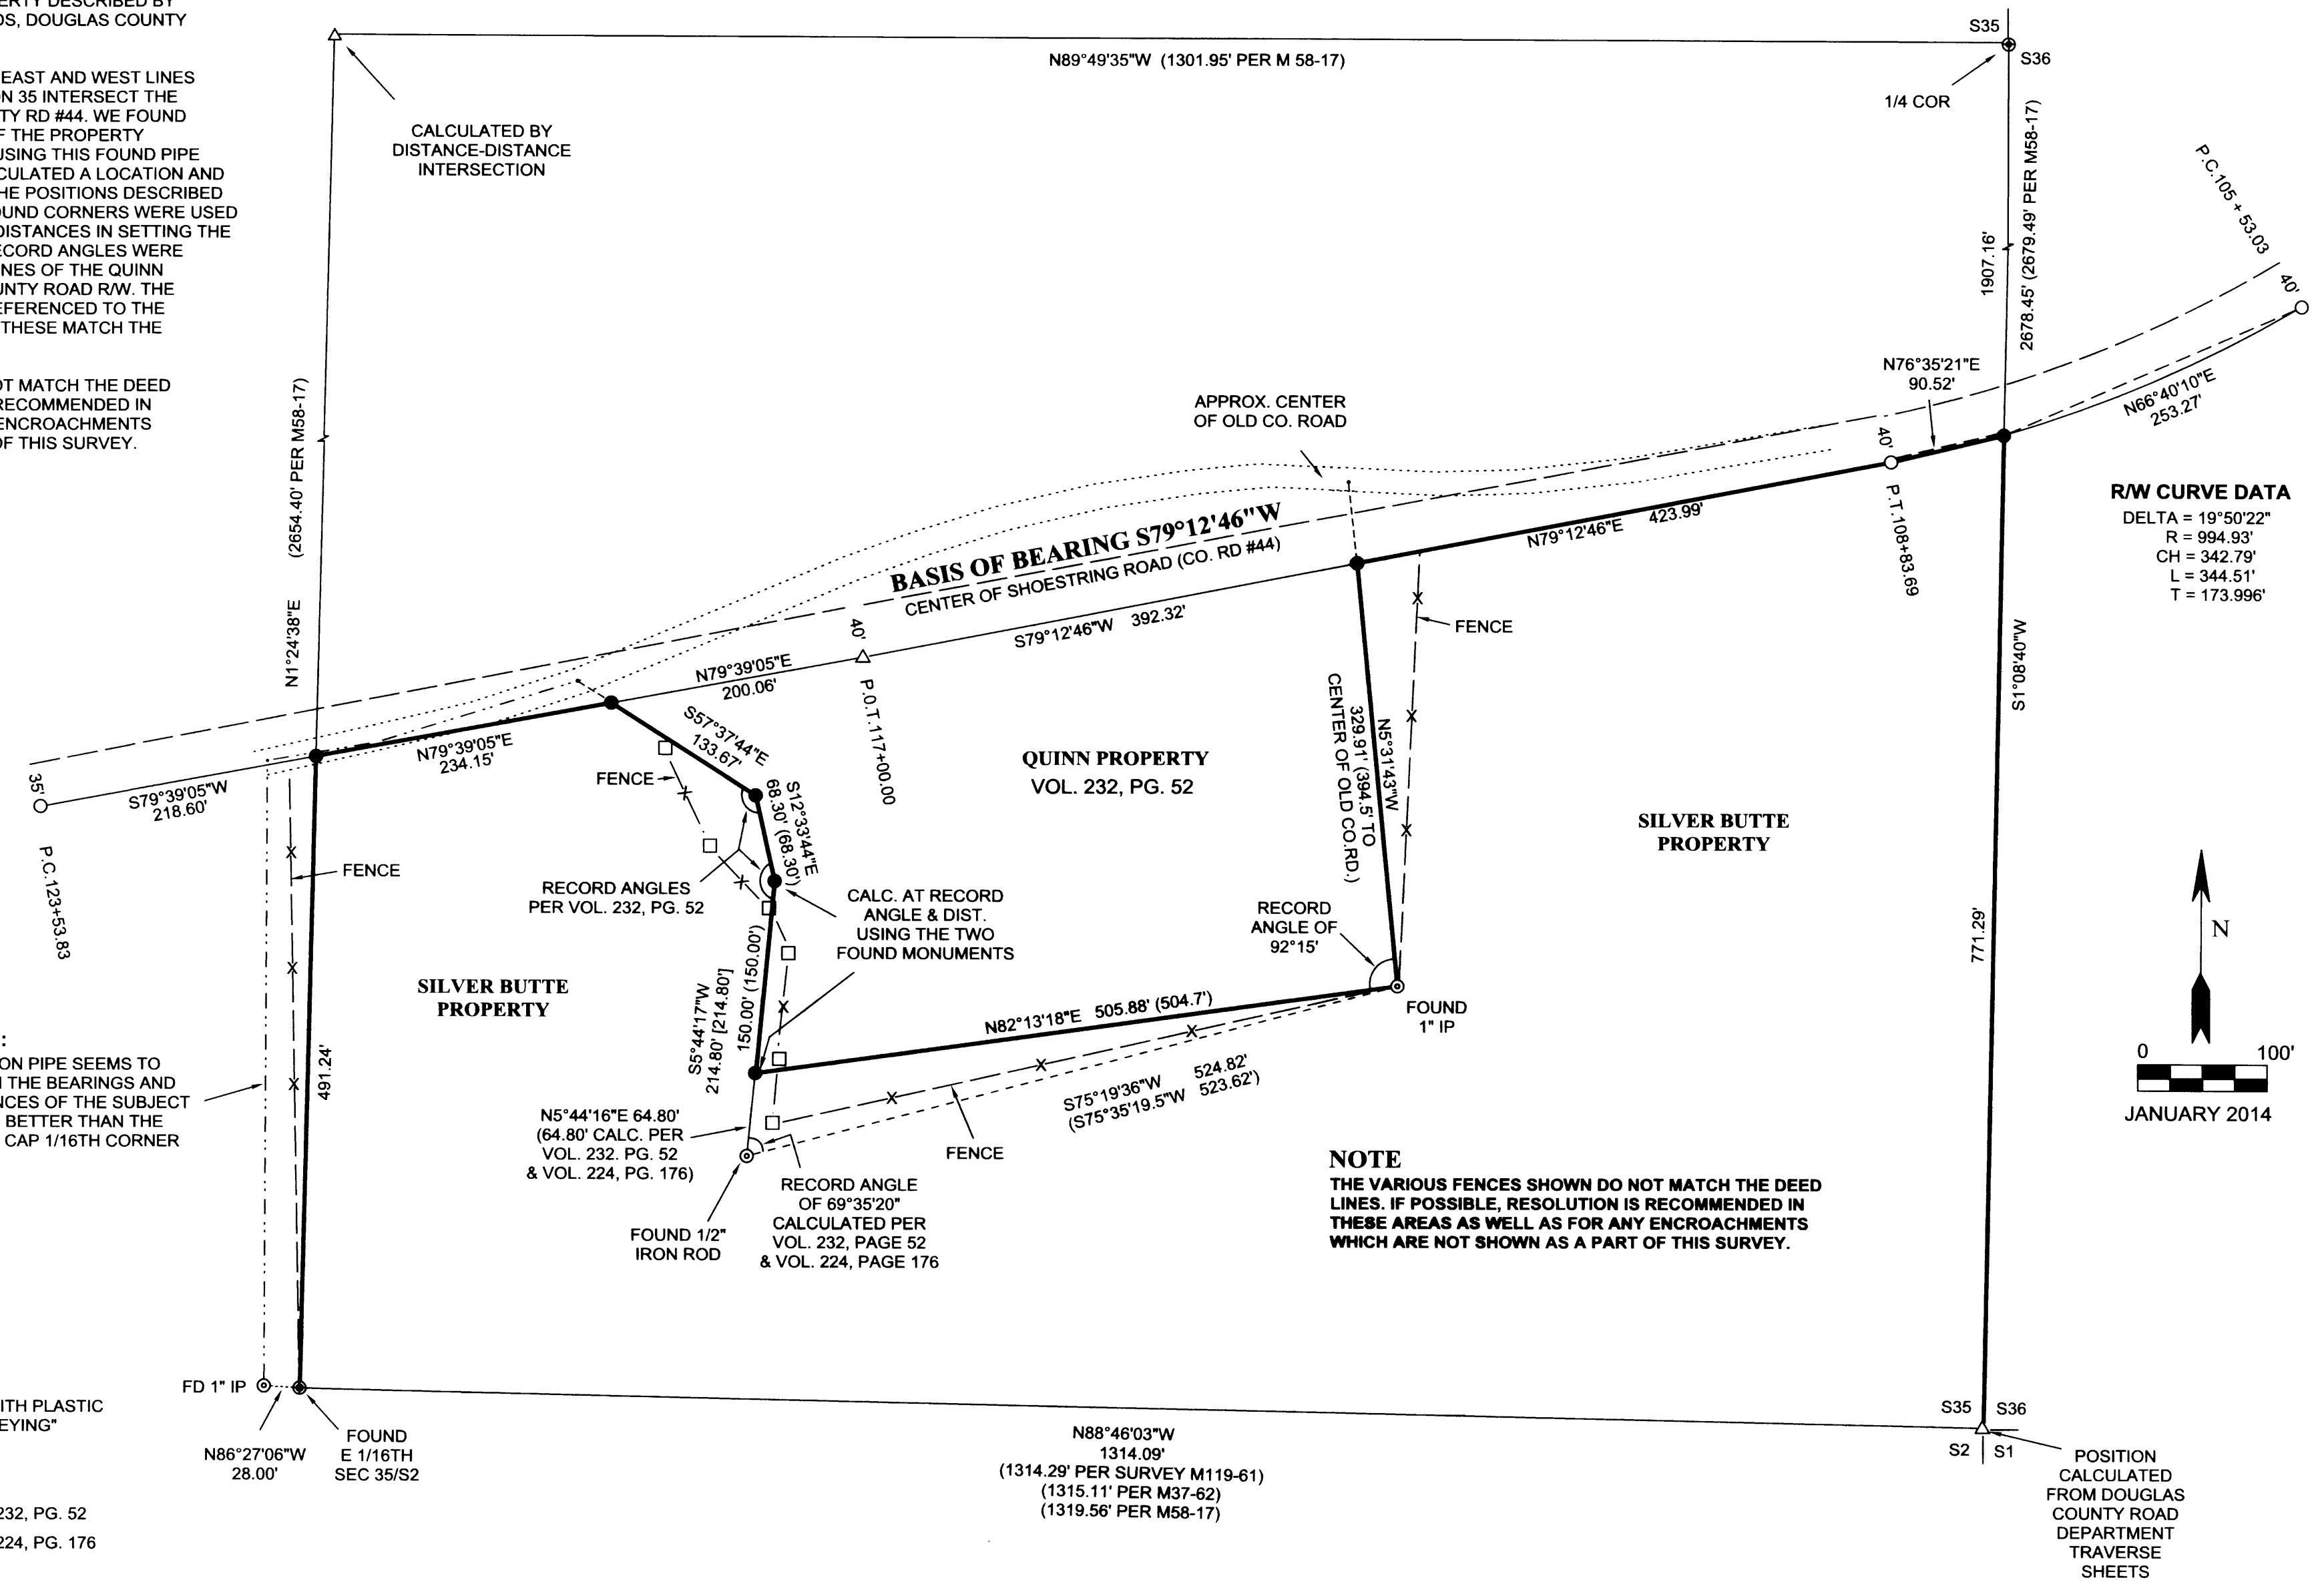 ERTY DESCRIBED BY
DS, DOUGLAS COUNTY
EAST AND WEST LINES
ON 35 INTERSECT THE
TY RD #44. WE FOUND
F THE PROPERTY
USING THIS FOUND PIPE
CULATED A LOCATION AND
HE POSITIONS DESCRIBED
OUND CORNERS WERE USED
DISTANCES IN SETTING THE
ECORD ANGLES WERE
NES OF THE QUINN
UNTY ROAD R/W. THE
EFERENCED TO THE
THESE MATCH THE
OT MATCH THE DEED
RECOMMENDED IN
ENCROACHMENTS
OF THIS SURVEY.
N89°49'35"W (1301.95' PER M 58-17)
S35
S36
1/4 COR
CALCULATED BY
DISTANCE-DISTANCE
INTERSECTION
1907.16'
2678.45' (2679.49' PER M58-17)
P.C.105 + 53.03
40'
N66°40'10"E
253.27'
N76°35'21"E
90.52'
40'
P.T.108+83.69
R/W CURVE DATA
DELTA = 19°50'22"
R = 994.93'
CH = 342.79'
L = 344.51'
T = 173.996'
APPROX. CENTER
OF OLD CO. ROAD
N1°24'38"E (2654.40' PER M58-17)
BASIS OF BEARING S79°12'46"W
CENTER OF SHOESTRING ROAD (CO. RD #44)
N79°12'46"E 423.99'
S79°12'46"W 392.32'
40'
P.O.T.117+00.00
N79°39'05"E
200.06'
N79°39'05"E
234.15'
35'
S79°39'05"W
218.60'
P.C.123+53.83
FENCE
FENCE
FENCE
S57°37'44"E
133.67'
S12°33'44"E
68.30' (68.30')
RECORD ANGLES
PER VOL. 232, PG. 52
CALC. AT RECORD
ANGLE & DIST.
USING THE TWO
FOUND MONUMENTS
QUINN PROPERTY
VOL. 232, PG. 52
N5°31'43"W
329.91' (394.5' TO
CENTER OF OLD CO.RD.)
SILVER BUTTE
PROPERTY
S1°08'40"W
771.29'
N
0 100'
JANUARY 2014
RECORD
ANGLE OF
92°15'
FOUND
1" IP
SILVER BUTTE
PROPERTY
491.24'
S5°44'17"W
214.80' [214.80']
150.00' (150.00')
N82°13'18"E 505.88' (504.7')
S75°19'36"W 524.82'
(S75°35'19.5"W 523.62')
FENCE
N5°44'16"E 64.80'
(64.80' CALC. PER
VOL. 232. PG. 52
& VOL. 224, PG. 176)
FOUND 1/2"
IRON ROD
RECORD ANGLE
OF 69°35'20"
CALCULATED PER
VOL. 232, PAGE 52
& VOL. 224, PAGE 176
NOTE
THE VARIOUS FENCES SHOWN DO NOT MATCH THE DEED
LINES. IF POSSIBLE, RESOLUTION IS RECOMMENDED IN
THESE AREAS AS WELL AS FOR ANY ENCROACHMENTS
WHICH ARE NOT SHOWN AS A PART OF THIS SURVEY.
:
ON PIPE SEEMS TO
N THE BEARINGS AND
NCES OF THE SUBJECT
BETTER THAN THE
CAP 1/16TH CORNER
FD 1" IP
N86°27'06"W
28.00'
FOUND
E 1/16TH
SEC 35/S2
ITH PLASTIC
EYING"
232, PG. 52
224, PG. 176
N88°46'03"W
1314.09'
(1314.29' PER SURVEY M119-61)
(1315.11' PER M37-62)
(1319.56' PER M58-17)
S35 S36
S2 S1
POSITION
CALCULATED
FROM DOUGLAS
COUNTY ROAD
DEPARTMENT
TRAVERSE
SHEETS